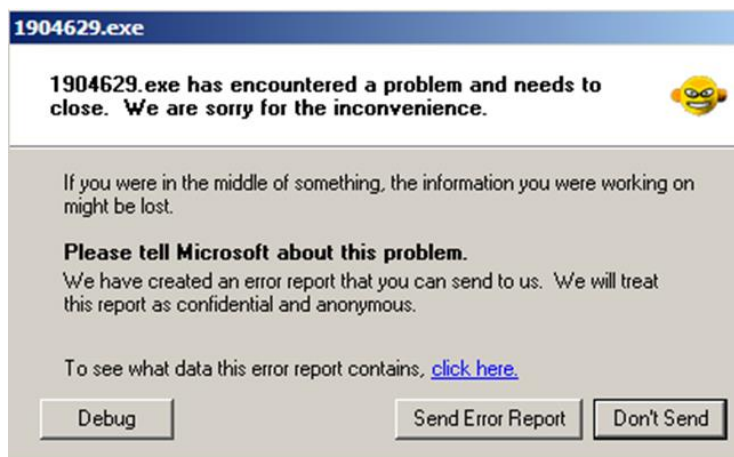 1904629.exe
1904629.exe has encountered a problem and needs to
close.  We are sorry for the inconvenience.
If you were in the middle of something, the information you were working on
might be lost.
Please tell Microsoft about this problem.
We have created an error report that you can send to us.  We will treat
this report as confidential and anonymous.
To see what data this error report contains, click here.
Debug
Send Error Report
Don't Send